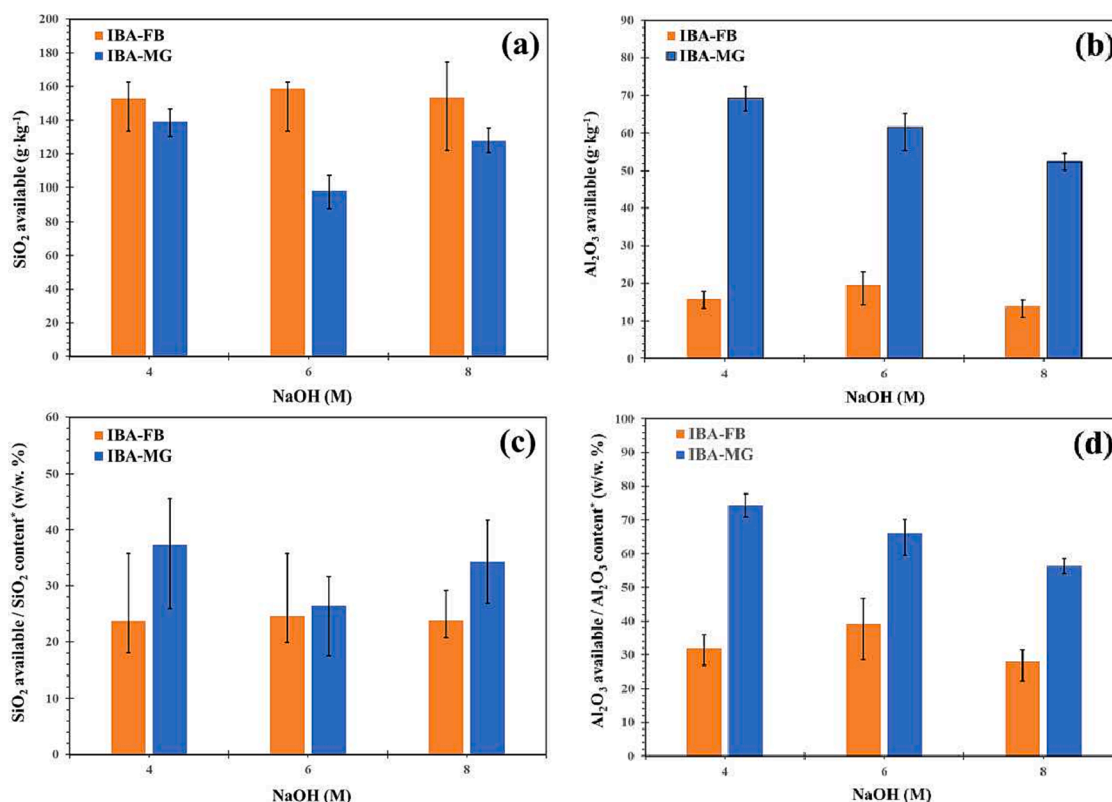 (a)
IBA-FB
IBA-MG
SiO₂ available (g·kg⁻¹)
200
180
160
140
120
100
80
60
40
20
0
4
6
8
NaOH (M)
(b)
IBA-FB
IBA-MG
Al₂O₃ available (g·kg⁻¹)
90
80
70
60
50
40
30
20
10
0
4
6
8
NaOH (M)
(c)
IBA-FB
IBA-MG
SiO₂ available / SiO₂ content* (w/w. %)
60
50
40
30
20
10
0
4
6
8
NaOH (M)
(d)
IBA-FB
IBA-MG
Al₂O₃ available / Al₂O₃ content* (w/w. %)
100
90
80
70
60
50
40
30
20
10
0
4
6
8
NaOH (M)